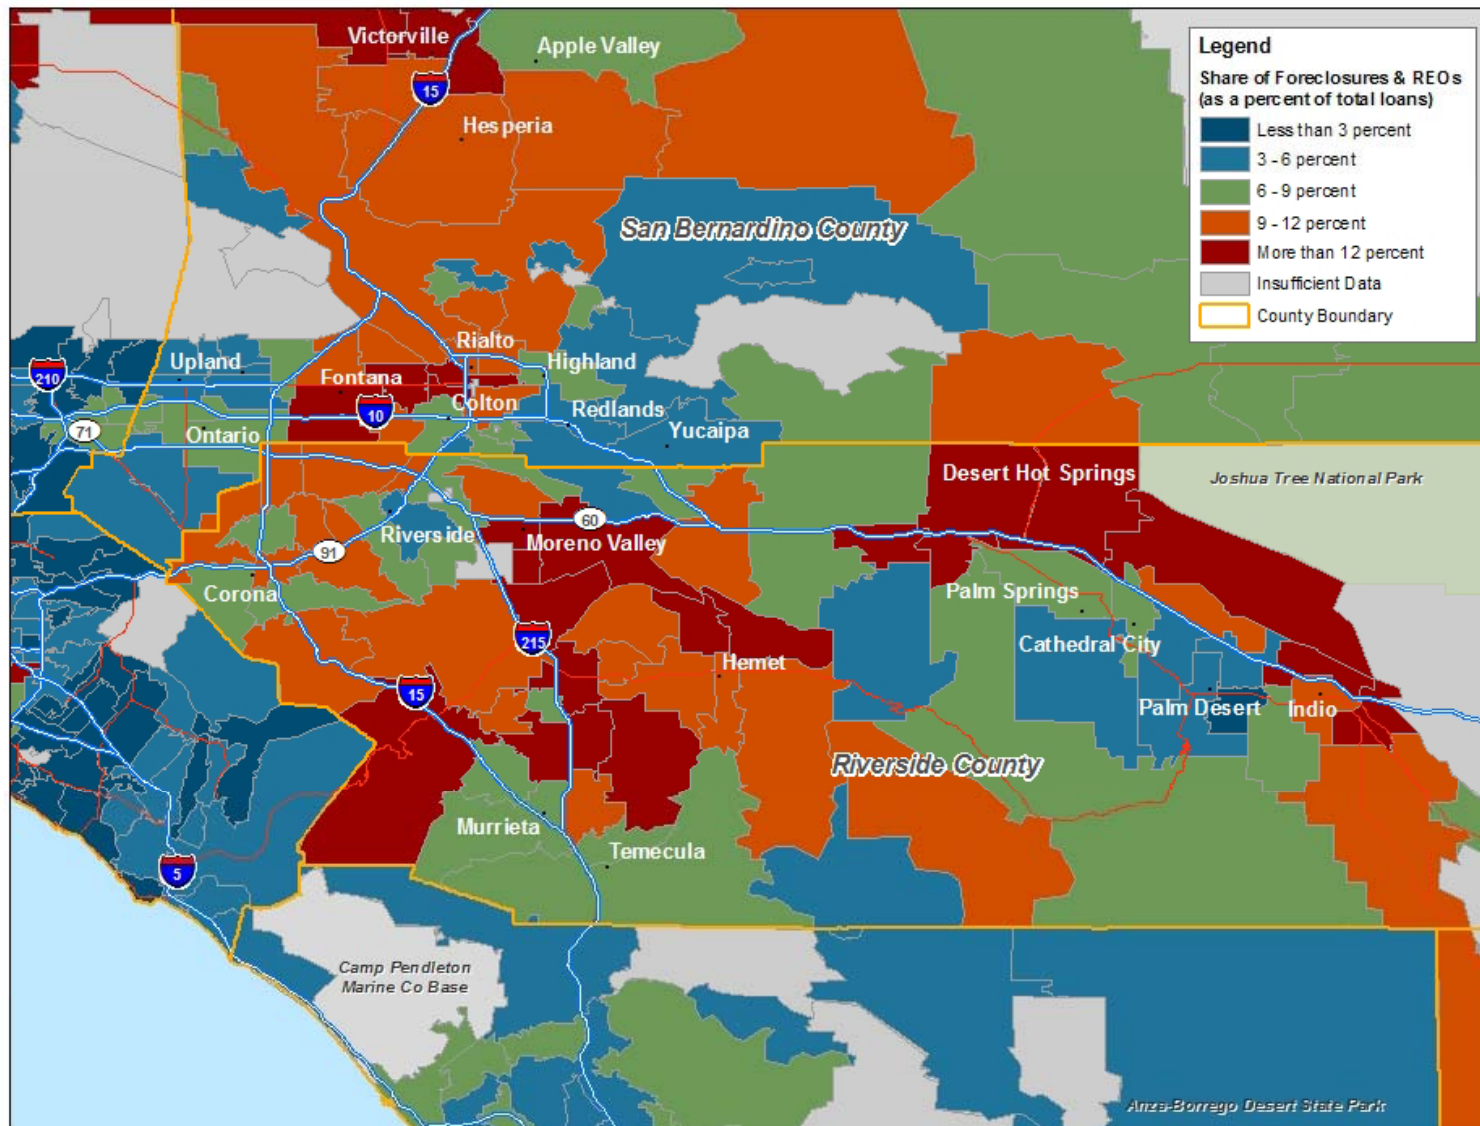 Victorville
Apple Valley
15
Hesperia
Legend
Share of Foreclosures & REOs
(as a percent of total loans)
Less than 3 percent
3 - 6 percent
6 - 9 percent
9 - 12 percent
More than 12 percent
Insufficient Data
County Boundary
San Bernardino County
Rialto
Upland
Highland
210
Fontana
Colton
10
Redlands
71
Ontario
Yucaipa
Desert Hot Springs
Joshua Tree National Park
60
Riverside
Moreno Valley
91
Corona
Palm Springs
215
Cathedral City
Hemet
15
Palm Desert
Indio
Riverside County
Murrieta
Temecula
5
Camp Pendleton
Marine Co Base
Anza-Borrego Desert State Park